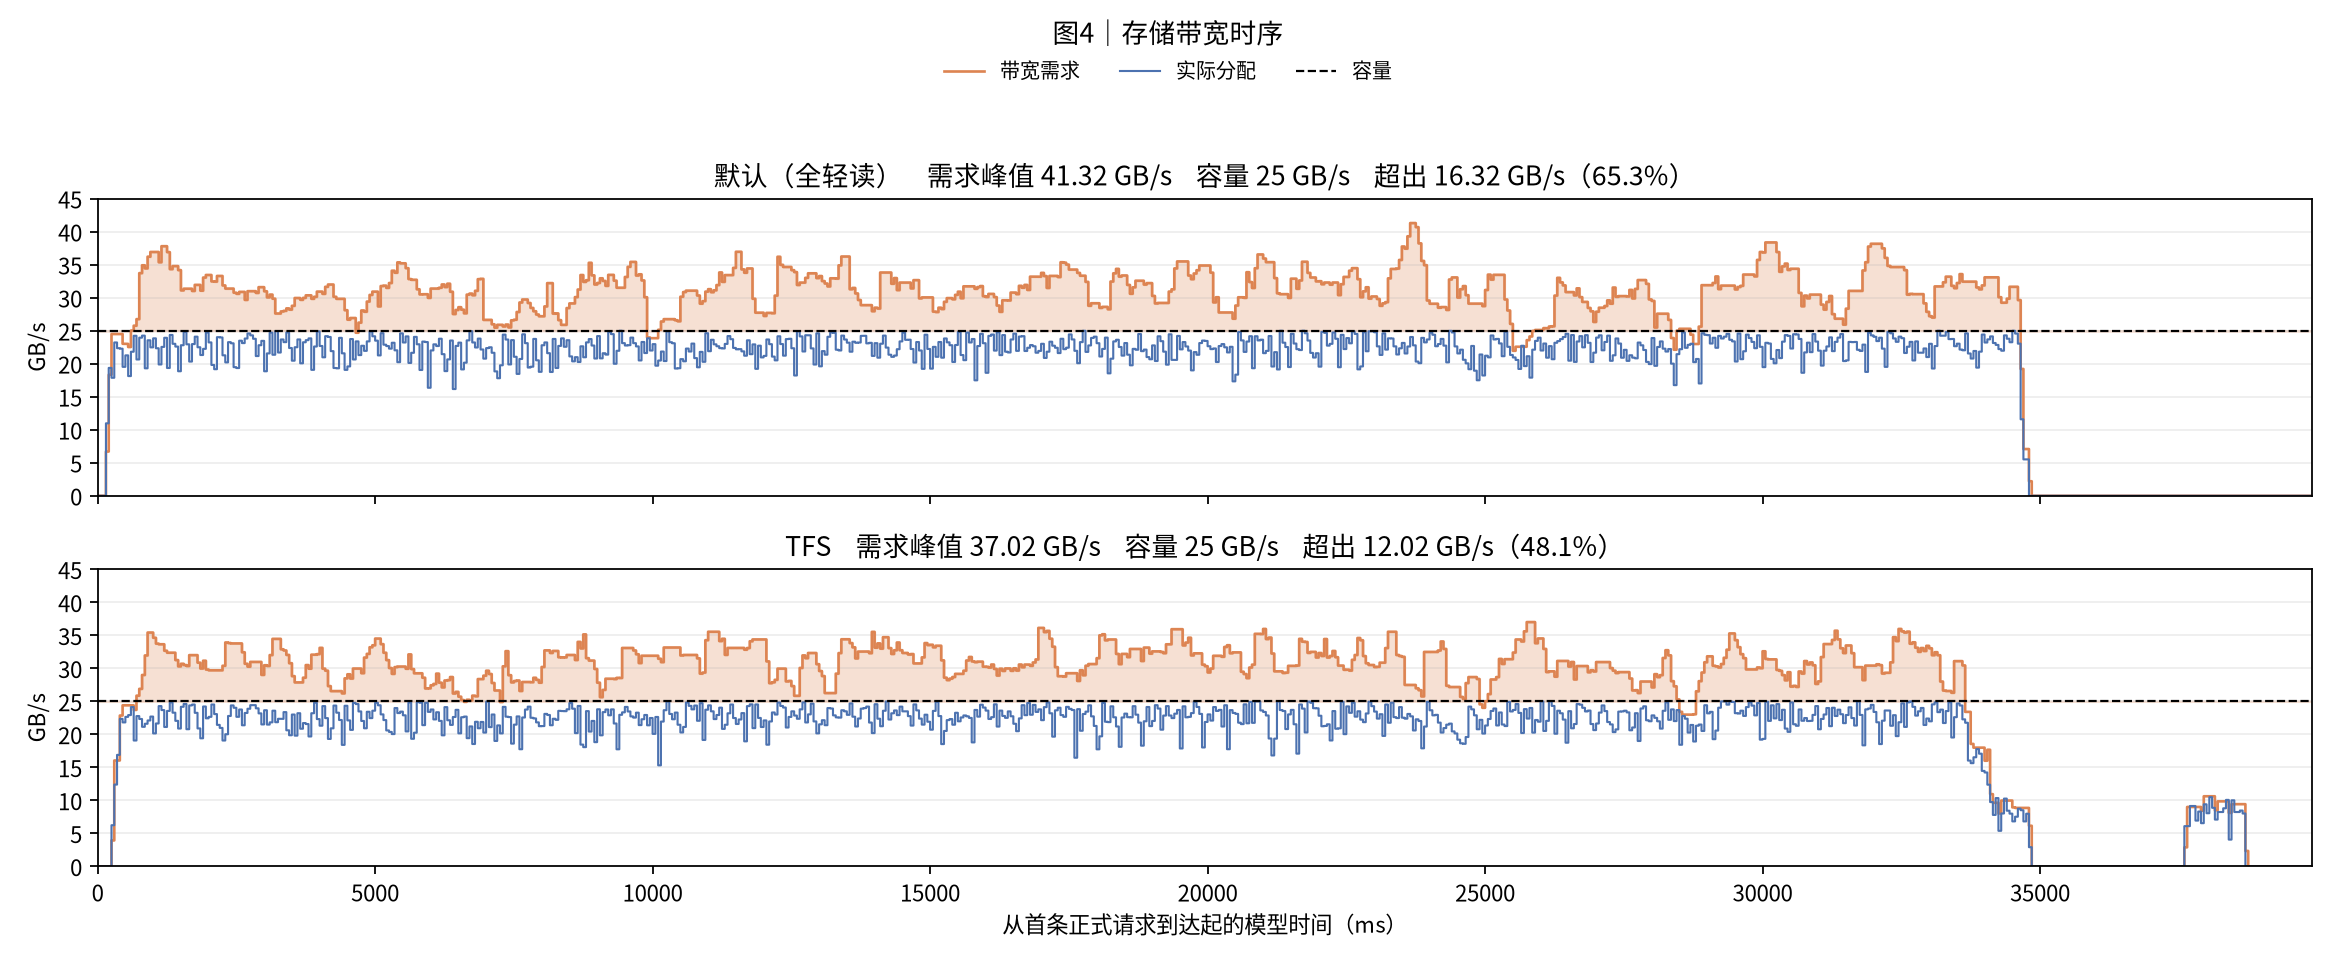 图4｜存储带宽时序
带宽需求 实际分配 容量
默认（全轻读） 需求峰值 41.32 GB/s 容量 25 GB/s 超出 16.32 GB/s（65.3%）
45
40
35
30
25
20
15
10
5
0
GB/s
TFS 需求峰值 37.02 GB/s 容量 25 GB/s 超出 12.02 GB/s（48.1%）
45
40
35
30
25
20
15
10
5
0
GB/s
0 5000 10000 15000 20000 25000 30000 35000
从首条正式请求到达起的模型时间（ms）